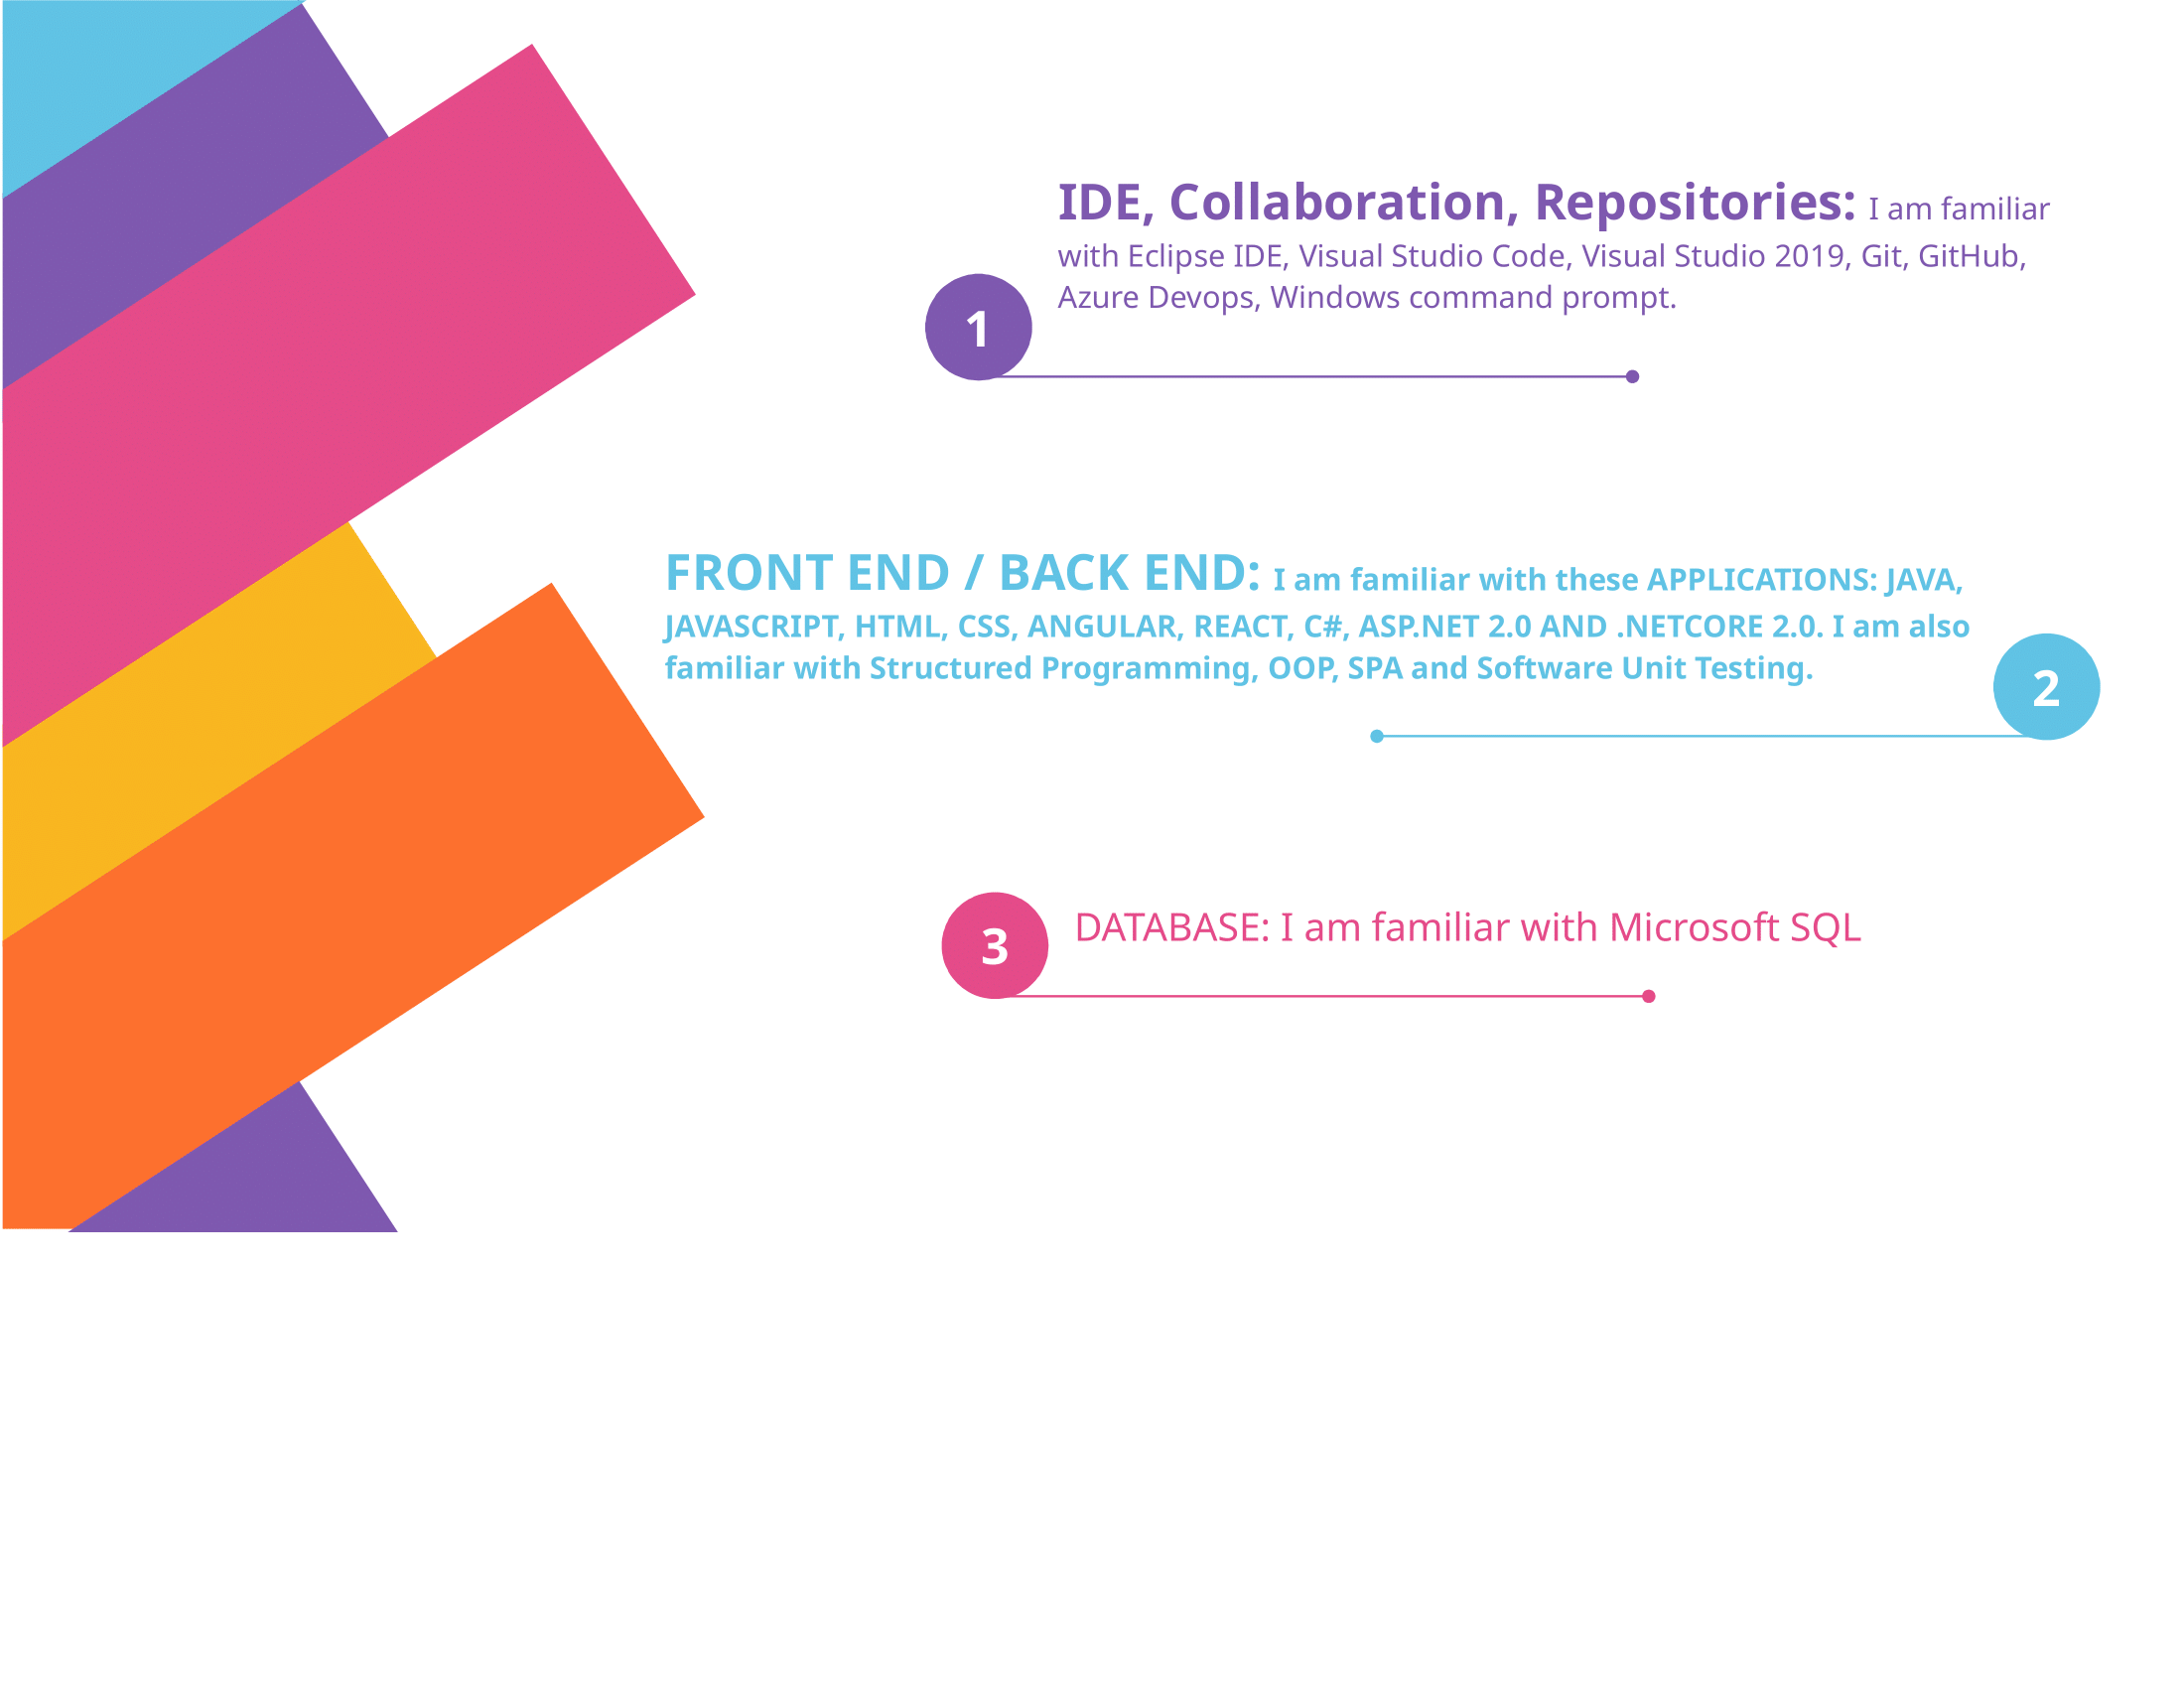 IDE, Collaboration, Repositories: I am familiar
with Eclipse IDE, Visual Studio Code, Visual Studio 2019, Git, GitHub,
Azure Devops, Windows command prompt.
1
FRONT END / BACK END: I am familiar with these APPLICATIONS: JAVA,
JAVASCRIPT, HTML, CSS, ANGULAR, REACT, C#, ASP.NET 2.0 AND .NETCORE 2.0. I am also
familiar with Structured Programming, OOP, SPA and Software Unit Testing.
2
3
DATABASE: I am familiar with Microsoft SQL